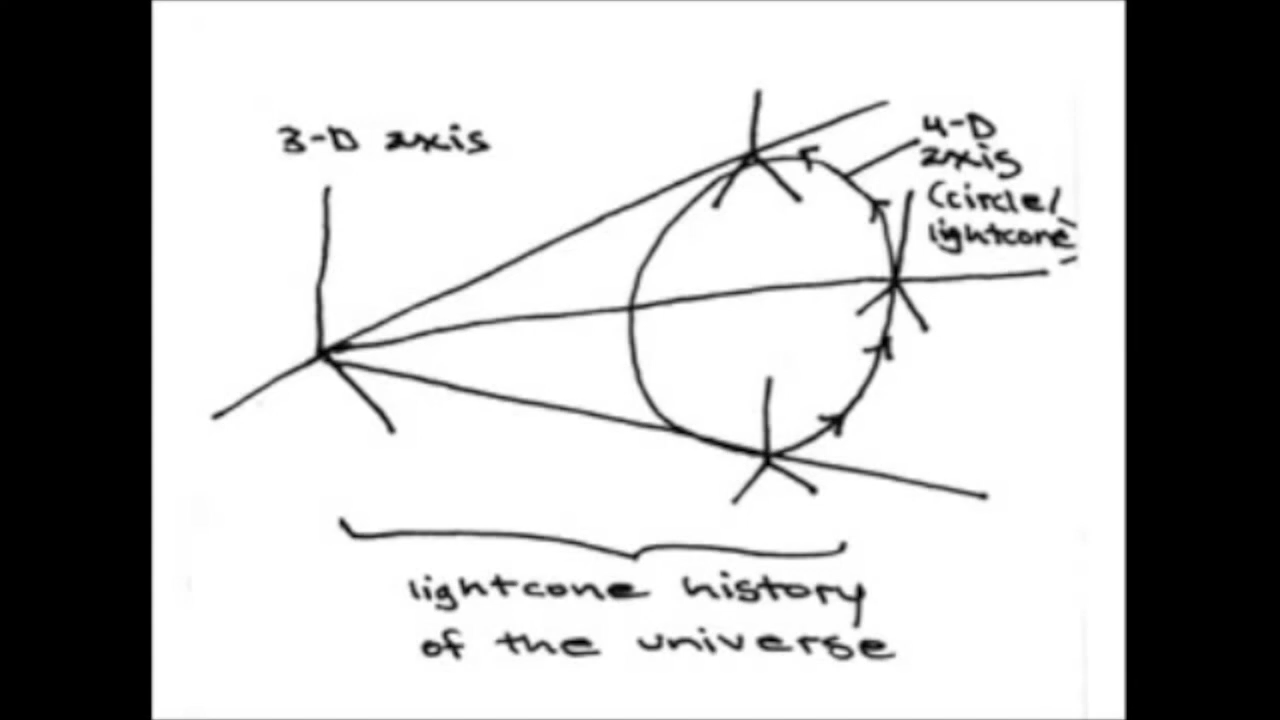 3-D axis
4-D
axis
(circle/
lightcone)
lightcone history
of the universe